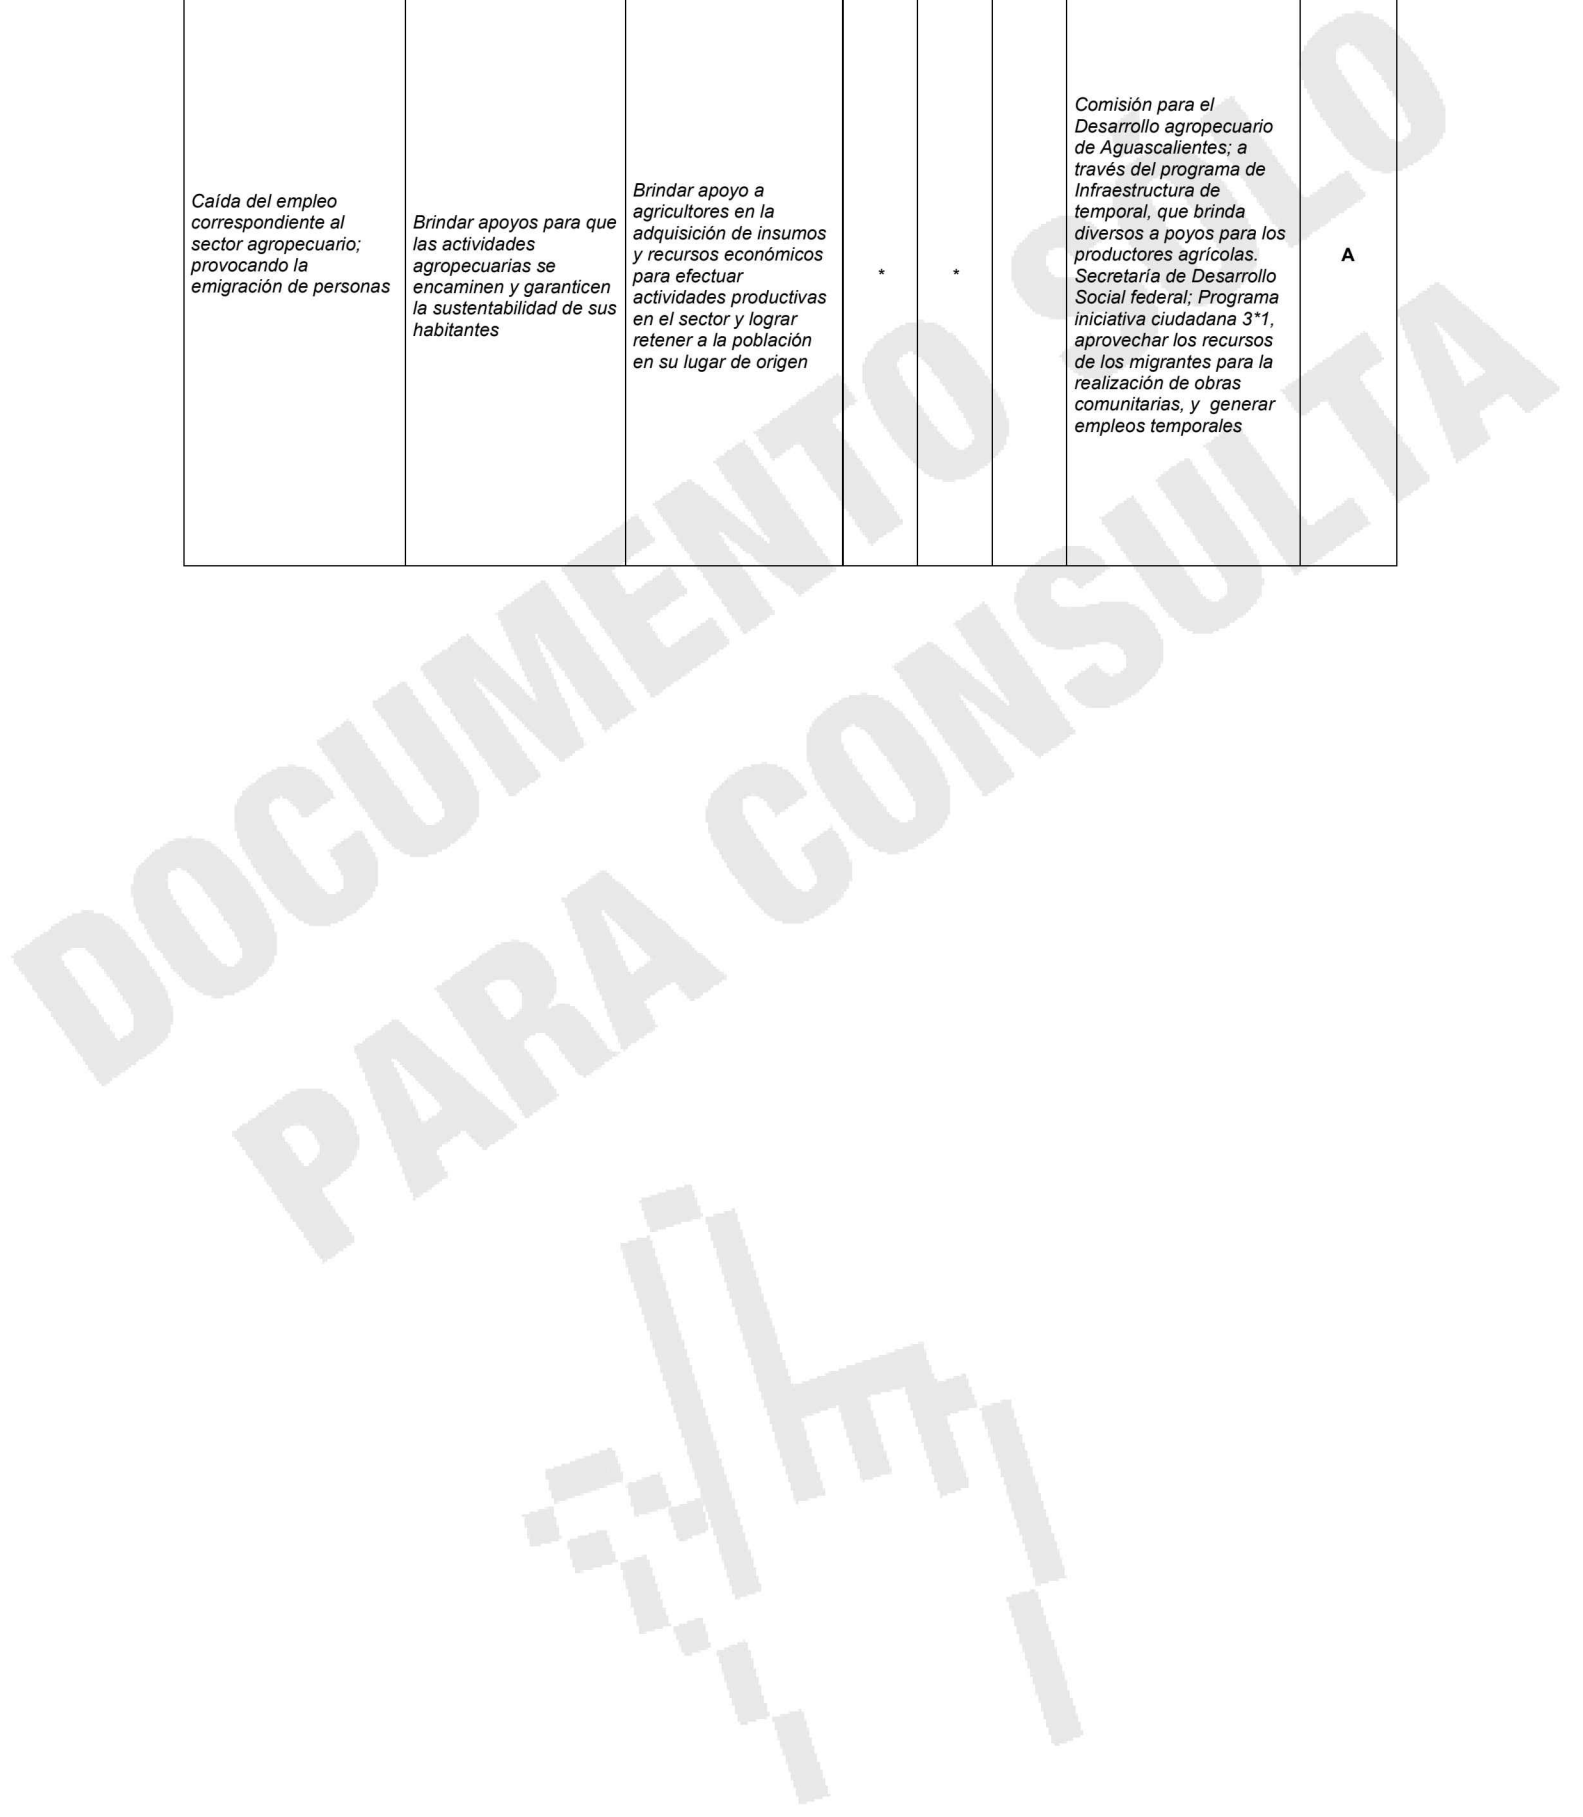 Caída del empleo
correspondiente al
sector agropecuario;
provocando la
emigración de personas
Brindar apoyos para que
las actividades
agropecuarias se
encaminen y garanticen
la sustentabilidad de sus
habitantes
Brindar apoyo a
agricultores en la
adquisición de insumos
y recursos económicos
para efectuar
actividades productivas
en el sector y lograr
retener a la población
en su lugar de origen
*
*
Comisión para el
Desarrollo agropecuario
de Aguascalientes; a
través del programa de
Infraestructura de
temporal, que brinda
diversos a poyos para los
productores agrícolas.
Secretaría de Desarrollo
Social federal; Programa
iniciativa ciudadana 3*1,
aprovechar los recursos
de los migrantes para la
realización de obras
comunitarias, y  generar
empleos temporales
A
DOCUMENTO SÓLO
PARA CONSULTA